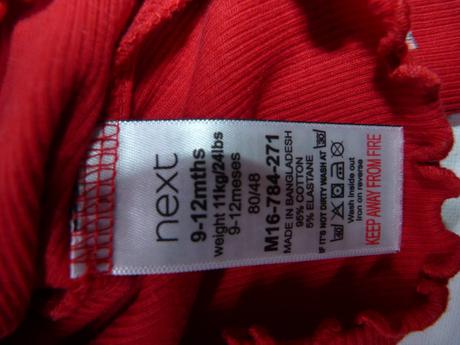 next
9-12mths
weight 11kg/24lbs
9-12meses
80/48
M16-784-271
MADE IN BANGLADESH
95% COTTON
5% ELASTANE
IF IT'S NOT DIRTY WASH AT 30
Wash inside out
Iron on reverse
KEEP AWAY FROM FIRE